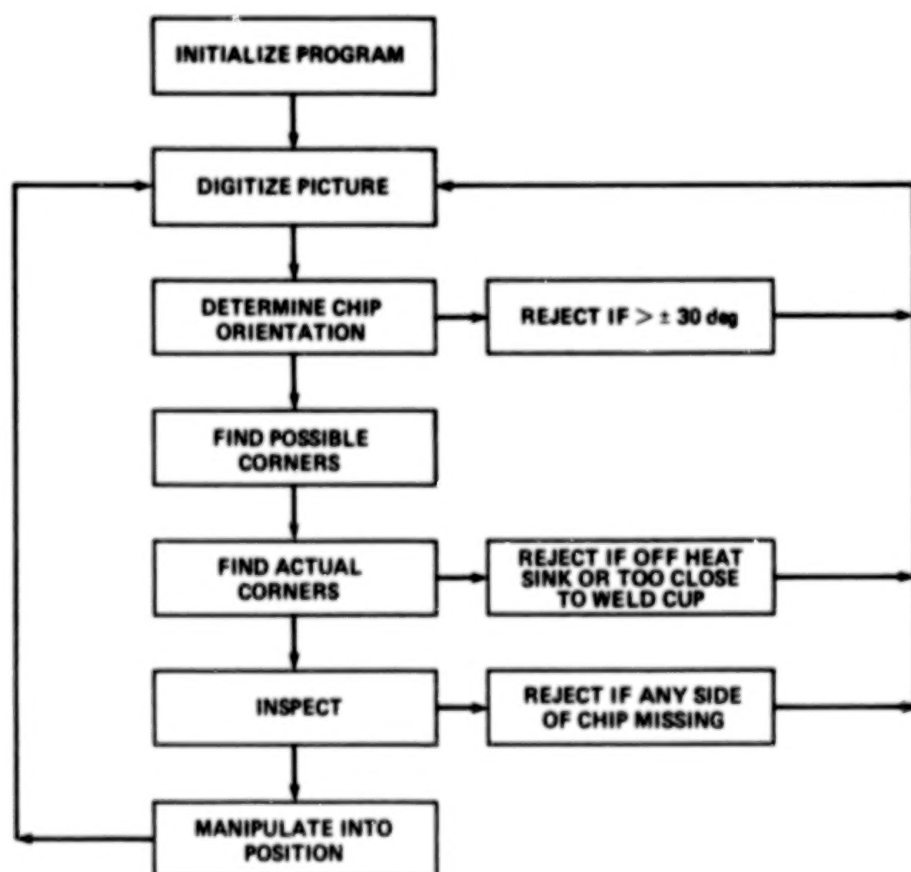 INITIALIZE PROGRAM
DIGITIZE PICTURE
DETERMINE CHIP
ORIENTATION
REJECT IF > ± 30 deg
FIND POSSIBLE
CORNERS
FIND ACTUAL
CORNERS
REJECT IF OFF HEAT
SINK OR TOO CLOSE
TO WELD CUP
INSPECT
REJECT IF ANY SIDE
OF CHIP MISSING
MANIPULATE INTO
POSITION